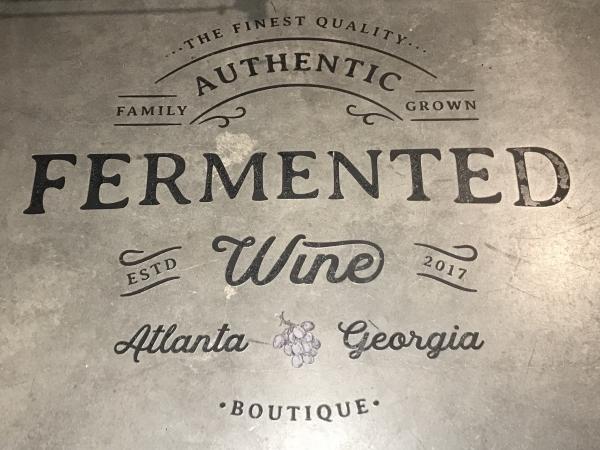 ...THE FINEST QUALITY...
AUTHENTIC
FAMILY GROWN
FERMENTED
ESTD Wine 2017
Atlanta Georgia
•BOUTIQUE•